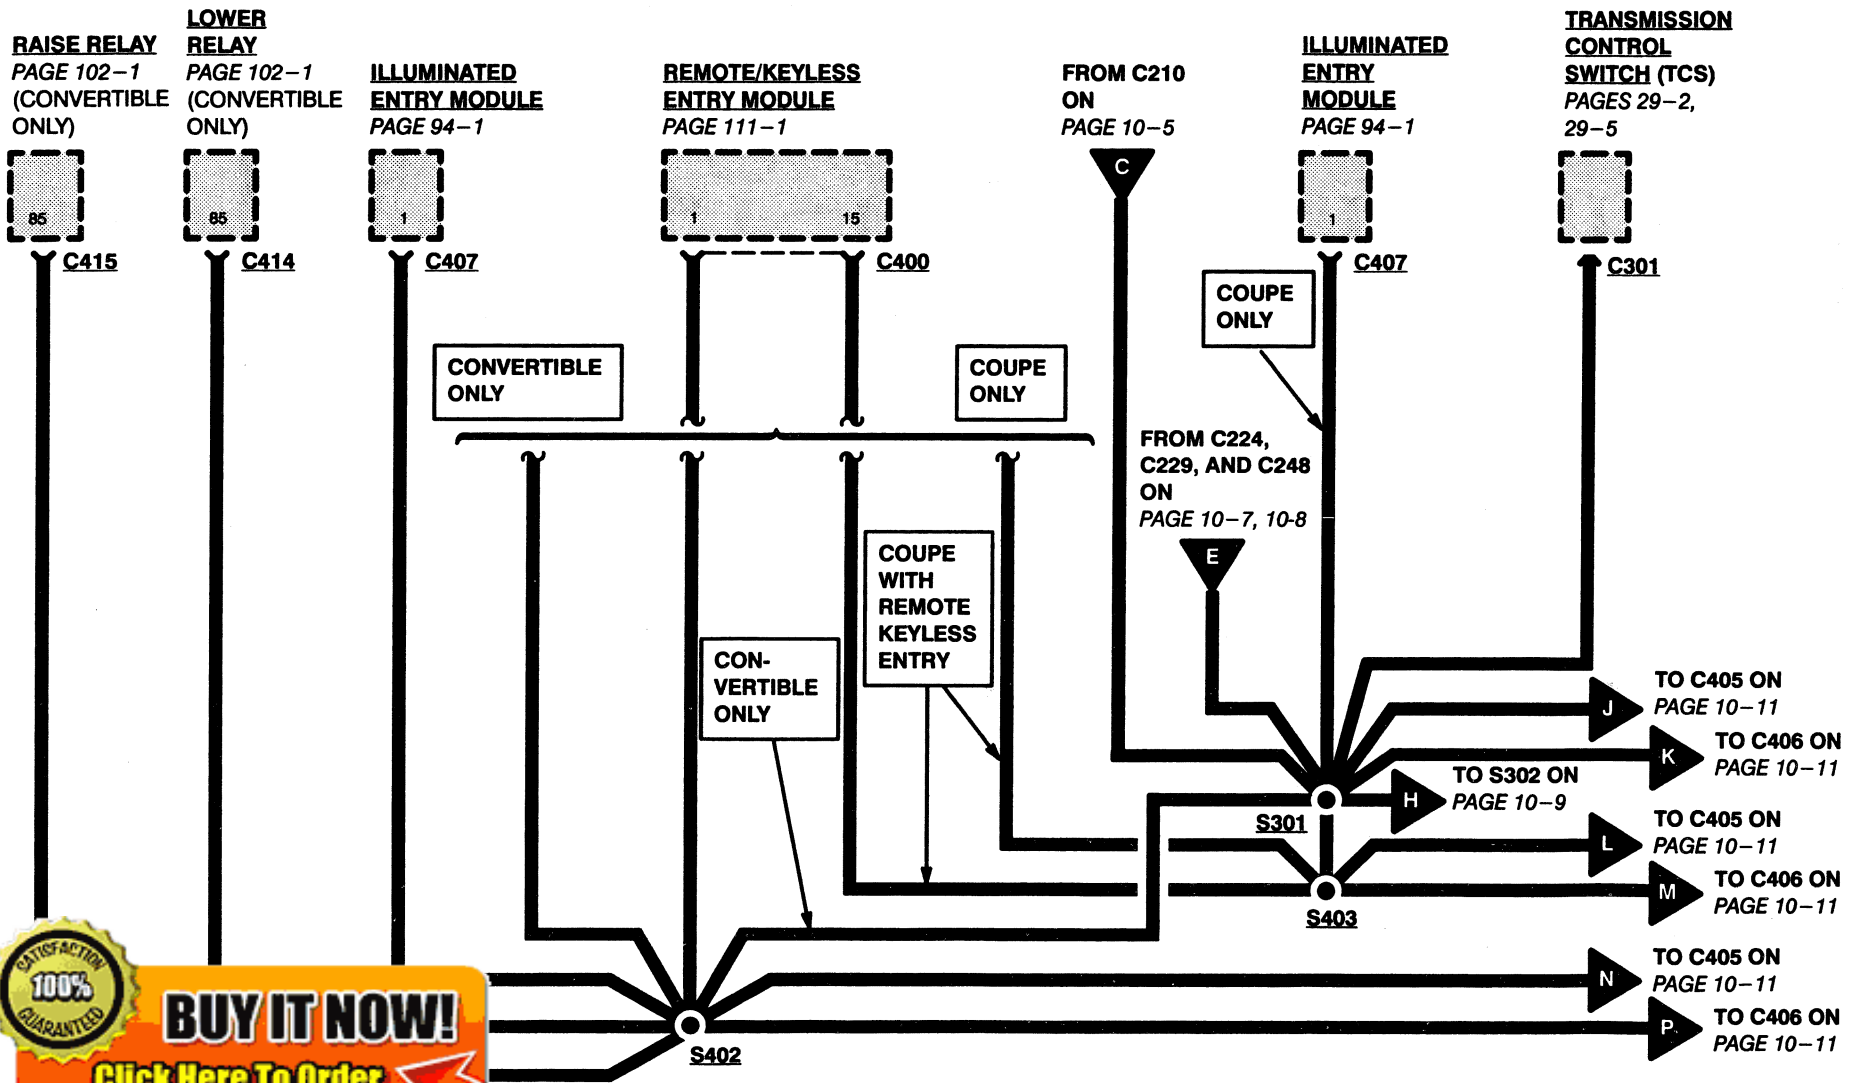 RAISE RELAY
PAGE 102-1
(CONVERTIBLE
ONLY)
85
C415
LOWER
RELAY
PAGE 102-1
(CONVERTIBLE
ONLY)
85
C414
ILLUMINATED
ENTRY MODULE
PAGE 94-1
1
C407
REMOTE/KEYLESS
ENTRY MODULE
PAGE 111-1
1
15
C400
FROM C210
ON
PAGE 10-5
C
ILLUMINATED
ENTRY
MODULE
PAGE 94-1
1
C407
TRANSMISSION
CONTROL
SWITCH (TCS)
PAGES 29-2,
29-5
C301
COUPE
ONLY
CONVERTIBLE
ONLY
COUPE
ONLY
FROM C224,
C229, AND C248
ON
PAGE 10-7, 10-8
E
COUPE
WITH
REMOTE
KEYLESS
ENTRY
CON-
VERTIBLE
ONLY
J
TO C405 ON
PAGE 10-11
K
TO C406 ON
PAGE 10-11
H
TO S302 ON
PAGE 10-9
S301
L
TO C405 ON
PAGE 10-11
M
TO C406 ON
PAGE 10-11
S403
N
TO C405 ON
PAGE 10-11
P
TO C406 ON
PAGE 10-11
S402
SATISFACTION
100%
GUARANTEED
BUY IT NOW!
Click Here To Order